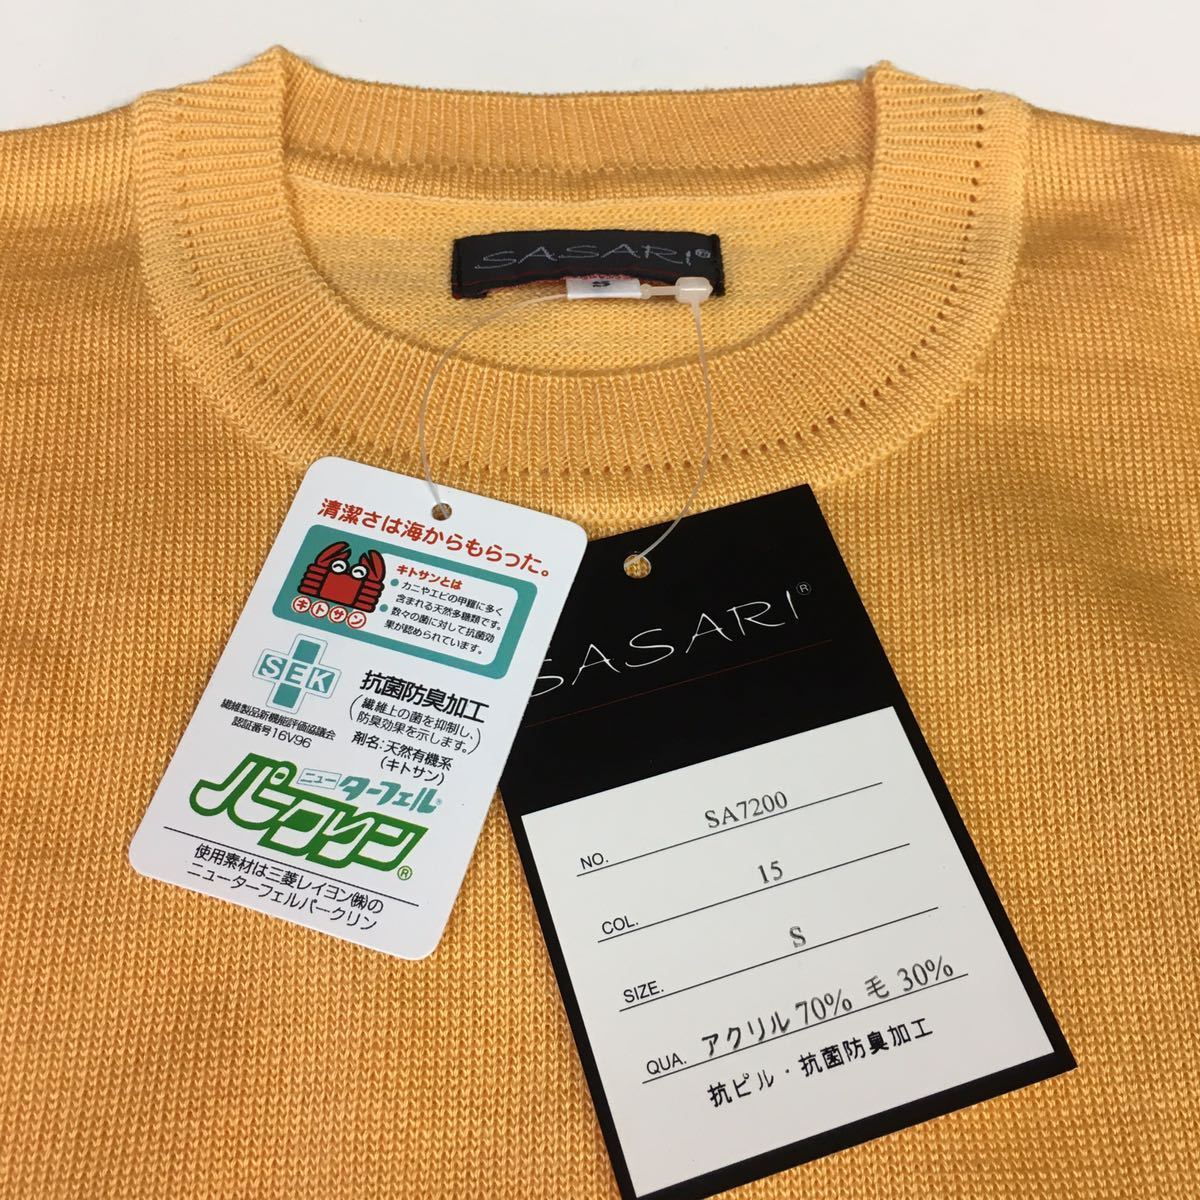 SASARI®
S
清潔さは海からもらった。
キトサン
キトサンとは
●カニやエビの甲羅に多く
含まれる天然多糖類です。
●数々の菌に対して抗菌効
果が認められています。
SEK
繊維製品新機能評価協議会
認証番号16V96
抗菌防臭加工
(繊維上の菌を抑制し、
防臭効果を示します。)
剤名:天然有機系
(キトサン)
ニューターフェル®
パークリン®
使用素材は三菱レイヨン㈱の
ニューターフェルパークリン
SASARI®
NO. SA7200
COL. 15
SIZE. S
QUA. アクリル 70% 毛 30%
抗ピル・抗菌防臭加工